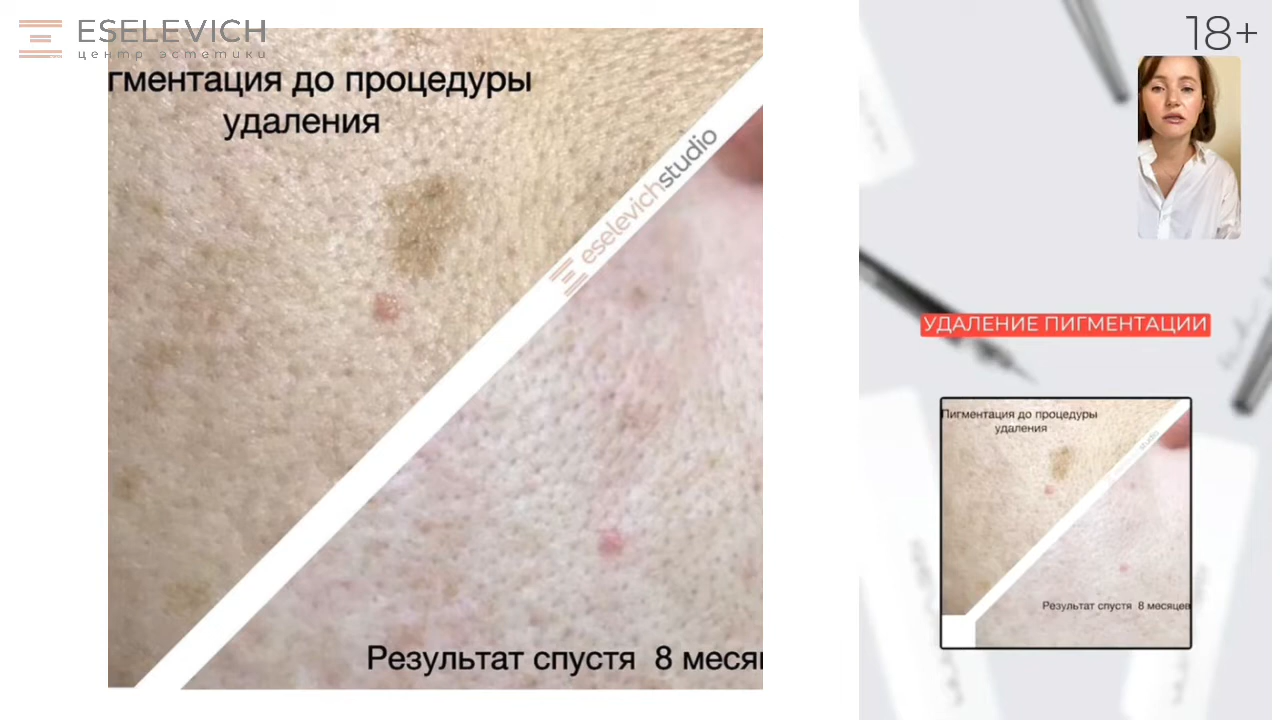 ESELEVICH
центр эстетики
гментация до процедуры
удаления
eselevichstudio
Результат спустя 8 меся
18+
УДАЛЕНИЕ ПИГМЕНТАЦИИ
Пигментация до процедуры
удаления
studio
Результат спустя 8 месяцев